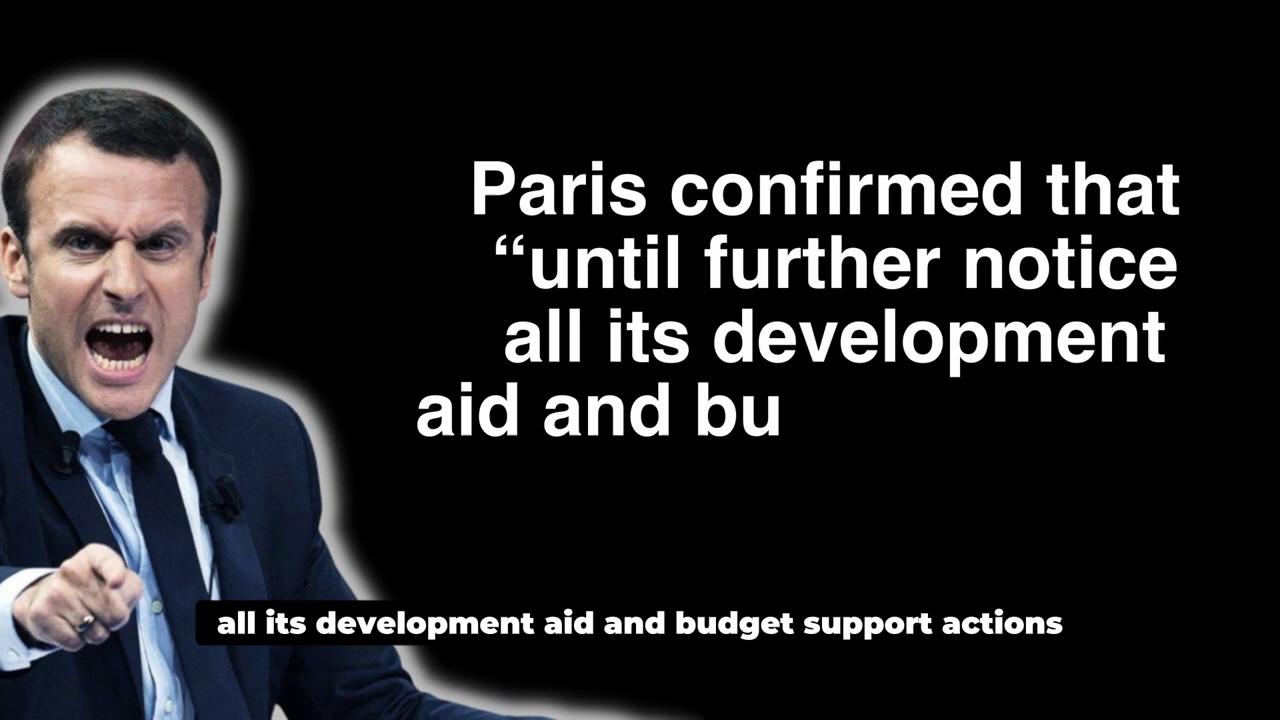 Paris confirmed that
“until further notice
all its development
aid and bu
all its development aid and budget support actions